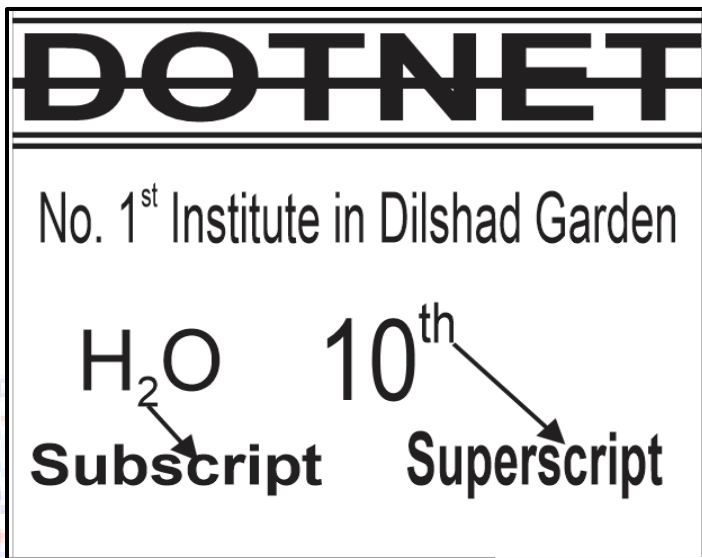 DOTNET
No. 1st Institute in Dilshad Garden
H₂O 10th
Subscript Superscript